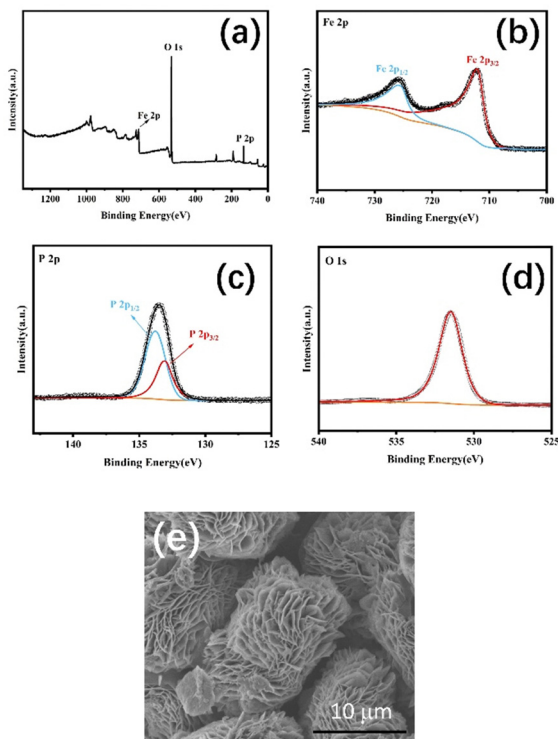 (a)
O 1s
Fe 2p
P 2p
Intensity(a.u.)
1200 1000 800 600 400 200 0
Binding Energy(eV)
Fe 2p
(b)
Fe 2p3/2
Fe 2p1/2
Intensity(a.u.)
740 730 720 710 700
Binding Energy(eV)
P 2p
(c)
P 2p1/2
P 2p3/2
Intensity(a.u.)
140 135 130 125
Binding Energy(eV)
O 1s
(d)
Intensity(a.u.)
540 535 530 525
Binding Energy(eV)
(e)
10 μm